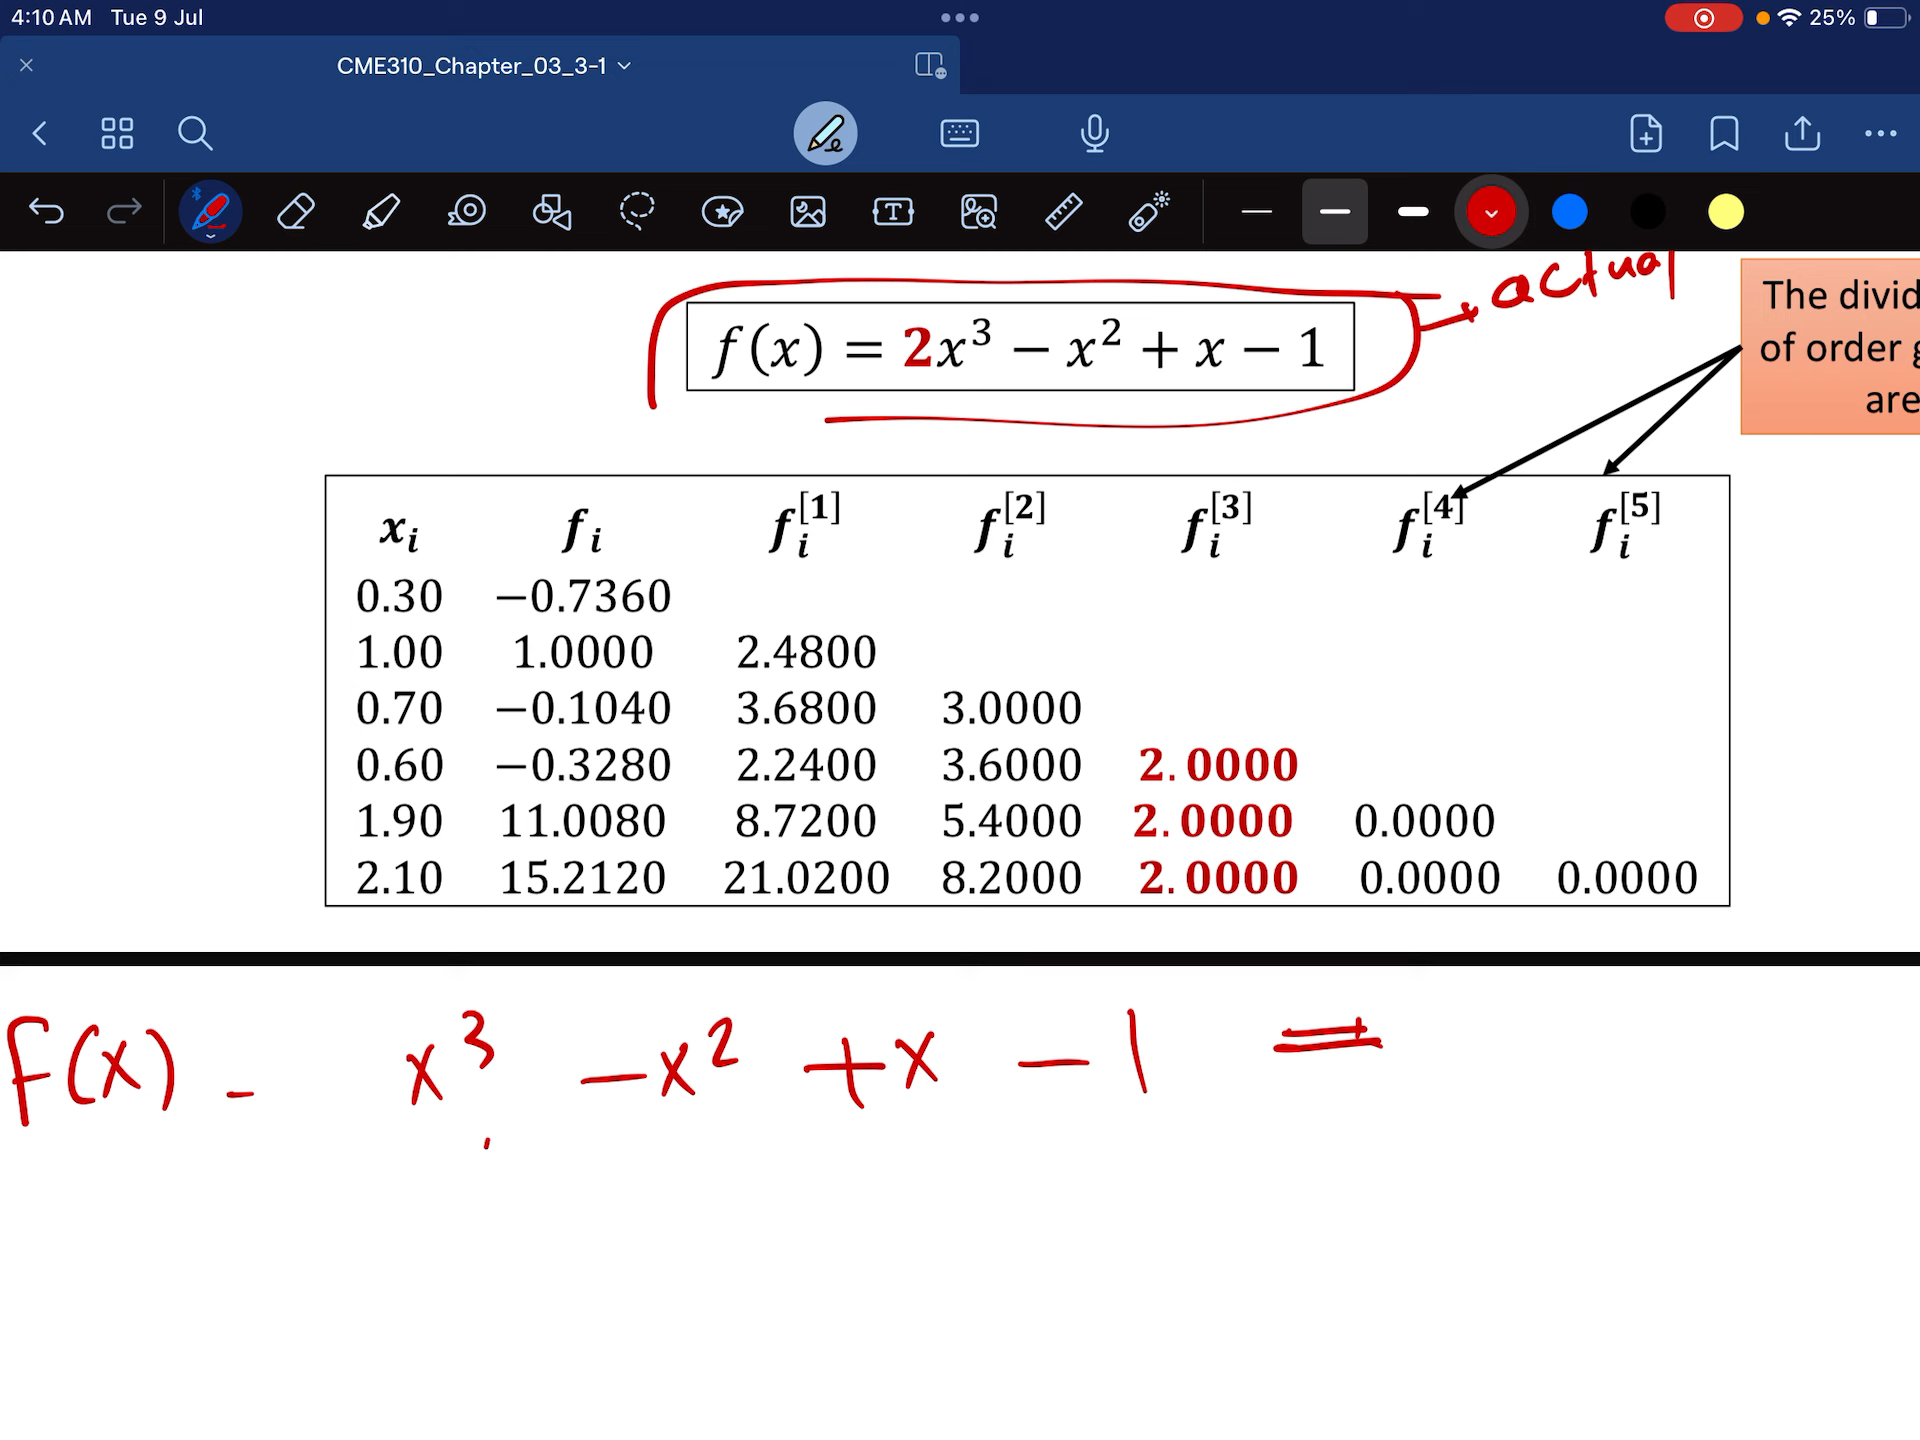 4:10 AM Tue 9 Jul
25%
CME310_Chapter_03_3-1
actual
f(x) = 2x³ − x² + x − 1
The divid
of order g
are
xᵢ fᵢ fᵢ^[1] fᵢ^[2] fᵢ^[3] fᵢ^[4] fᵢ^[5]
0.30 −0.7360
1.00 1.0000 2.4800
0.70 −0.1040 3.6800 3.0000
0.60 −0.3280 2.2400 3.6000 2.0000
1.90 11.0080 8.7200 5.4000 2.0000 0.0000
2.10 15.2120 21.0200 8.2000 2.0000 0.0000 0.0000
F(x) - x³ −x² +x − 1 =